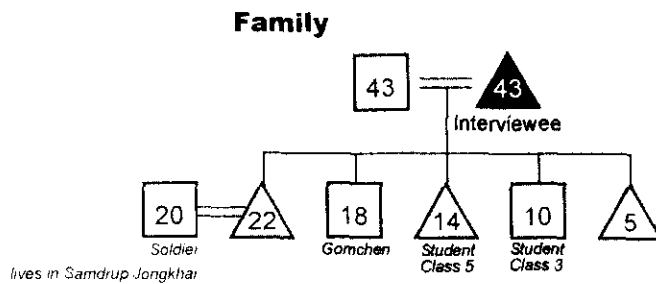 Family
43 43
Interviewee
20 22 18 14 10 5
Soldier Gomchen Student Student
Class 5 Class 3
lives in Samdrup Jongkhar